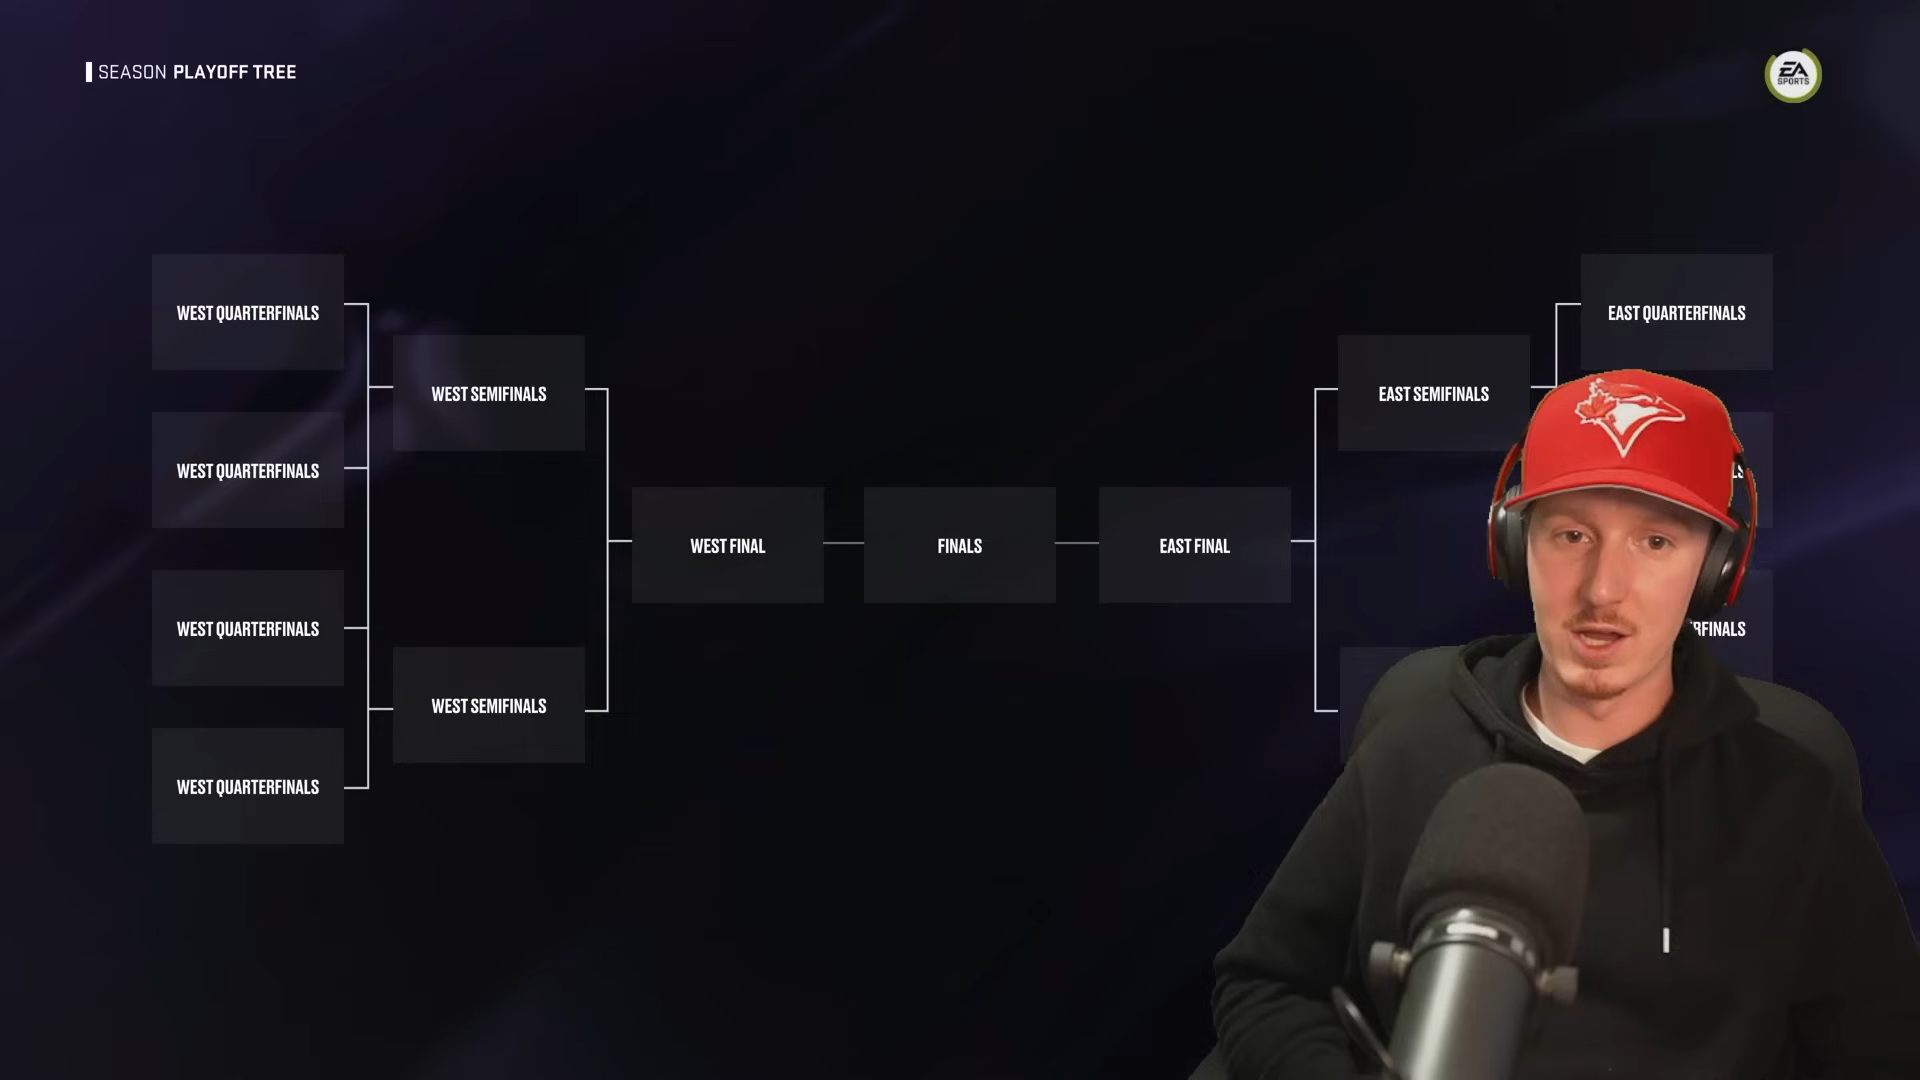 SEASON PLAYOFF TREE
EA
SPORTS
WEST QUARTERFINALS
EAST QUARTERFINALS
WEST SEMIFINALS
EAST SEMIFINALS
WEST QUARTERFINALS
WEST FINAL
FINALS
EAST FINAL
WEST QUARTERFINALS
WEST SEMIFINALS
WEST QUARTERFINALS